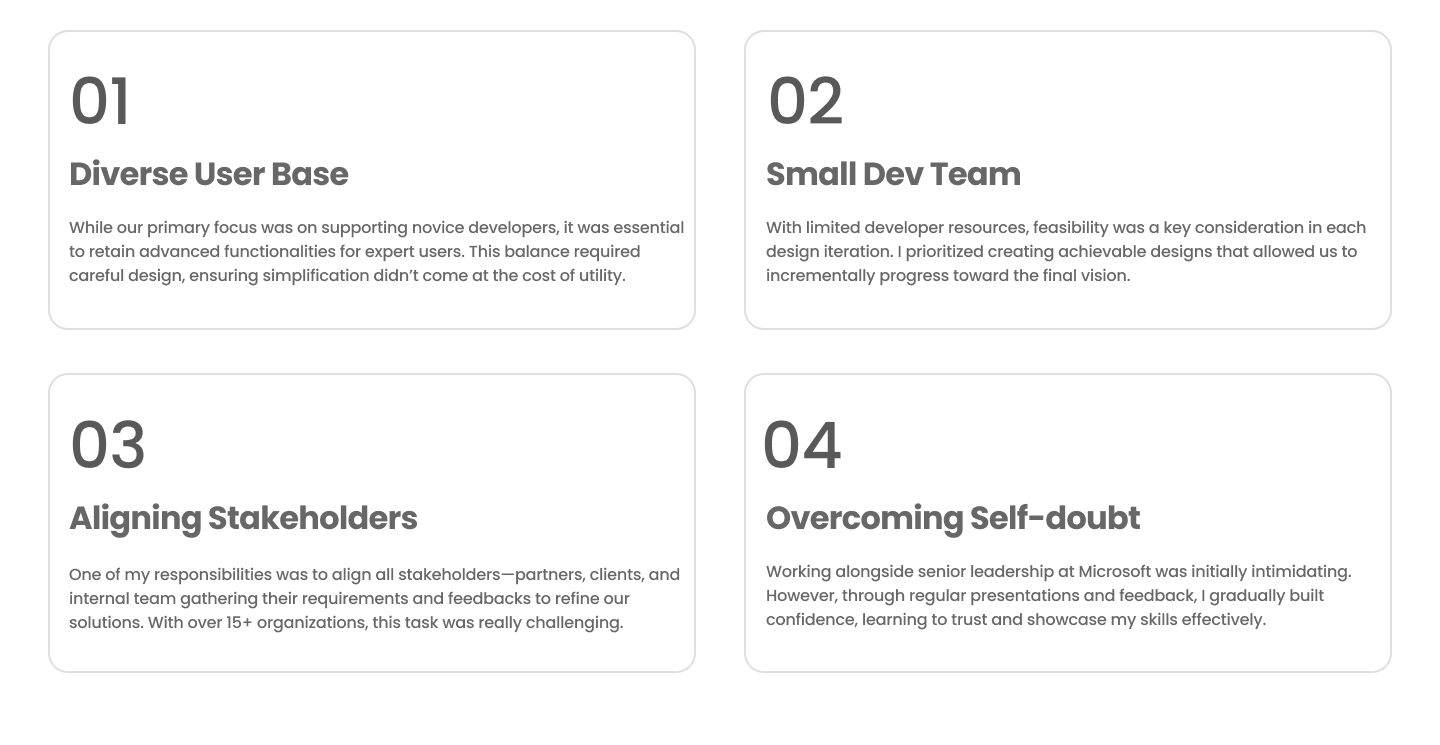 01
Diverse User Base
While our primary focus was on supporting novice developers, it was essential
to retain advanced functionalities for expert users. This balance required
careful design, ensuring simplification didn’t come at the cost of utility.
02
Small Dev Team
With limited developer resources, feasibility was a key consideration in each
design iteration. I prioritized creating achievable designs that allowed us to
incrementally progress toward the final vision.
03
Aligning Stakeholders
One of my responsibilities was to align all stakeholders—partners, clients, and
internal team gathering their requirements and feedbacks to refine our
solutions. With over 15+ organizations, this task was really challenging.
04
Overcoming Self-doubt
Working alongside senior leadership at Microsoft was initially intimidating.
However, through regular presentations and feedback, I gradually built
confidence, learning to trust and showcase my skills effectively.